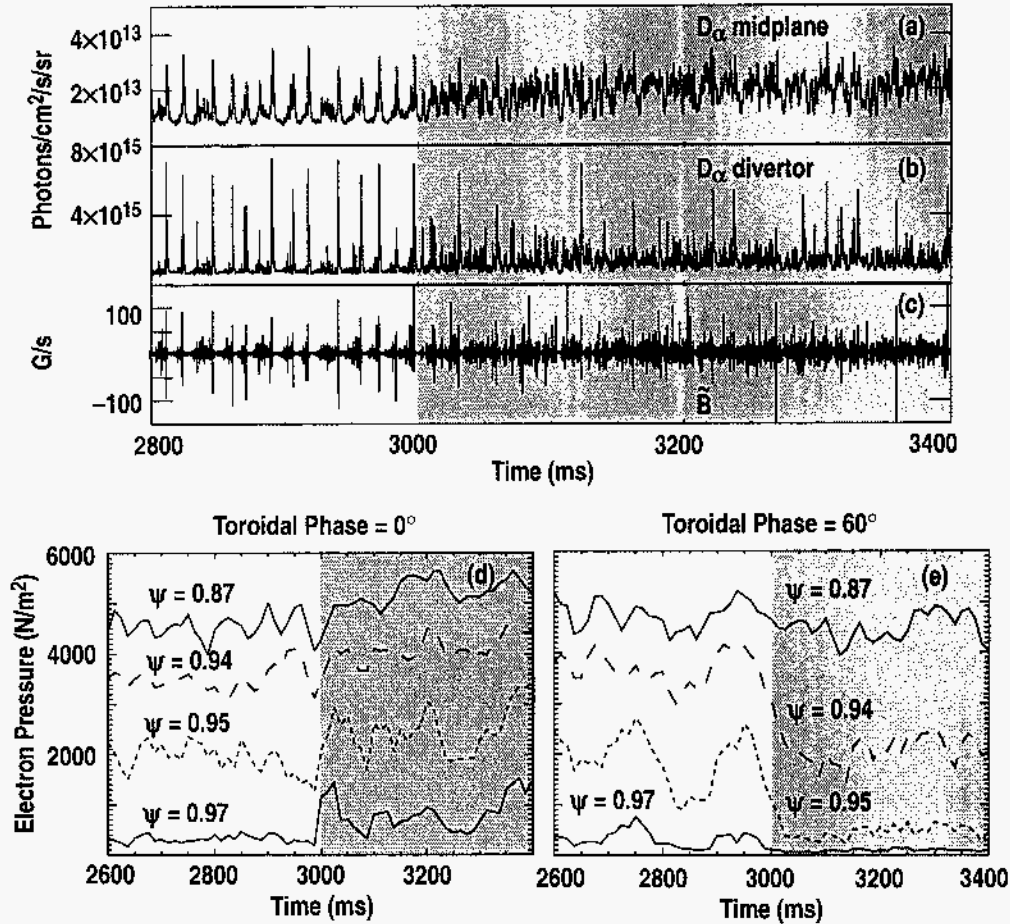 4×10¹³
2×10¹³
Dα midplane
(a)
Photons/cm²/s/sr
8×10¹⁵
4×10¹⁵
Dα divertor
(b)
100
−100
G/s
(c)
B̃
2800
3000
3200
3400
Time (ms)
Toroidal Phase = 0°
6000
4000
2000
Electron Pressure (N/m²)
ψ = 0.87
ψ = 0.94
ψ = 0.95
ψ = 0.97
(d)
2600
2800
3000
3200
Time (ms)
Toroidal Phase = 60°
ψ = 0.87
(e)
ψ = 0.94
ψ = 0.97
ψ = 0.95
2600
2800
3000
3200
3400
Time (ms)